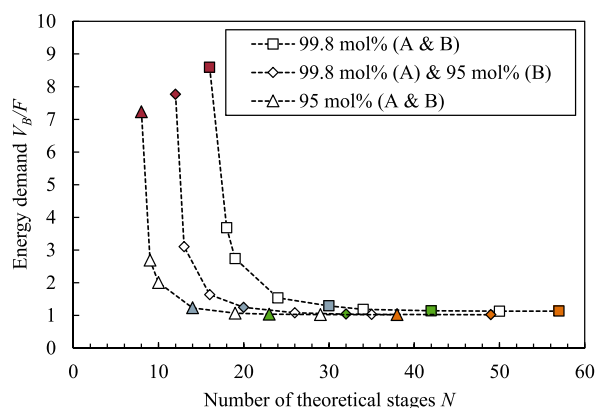 10
9
8
7
6
5
4
3
2
1
0
Energy demand V_B/F
99.8 mol% (A & B)
99.8 mol% (A) & 95 mol% (B)
95 mol% (A & B)
0 10 20 30 40 50 60
Number of theoretical stages N